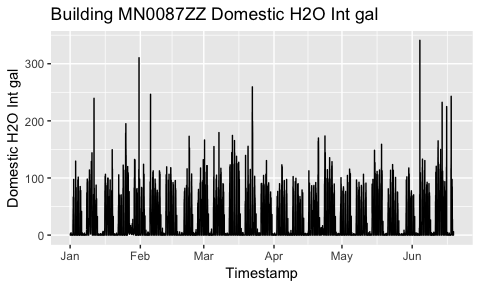 Building MN0087ZZ Domestic H2O Int gal
Domestic H2O Int gal
300
200
100
0
Jan Feb Mar Apr May Jun
Timestamp